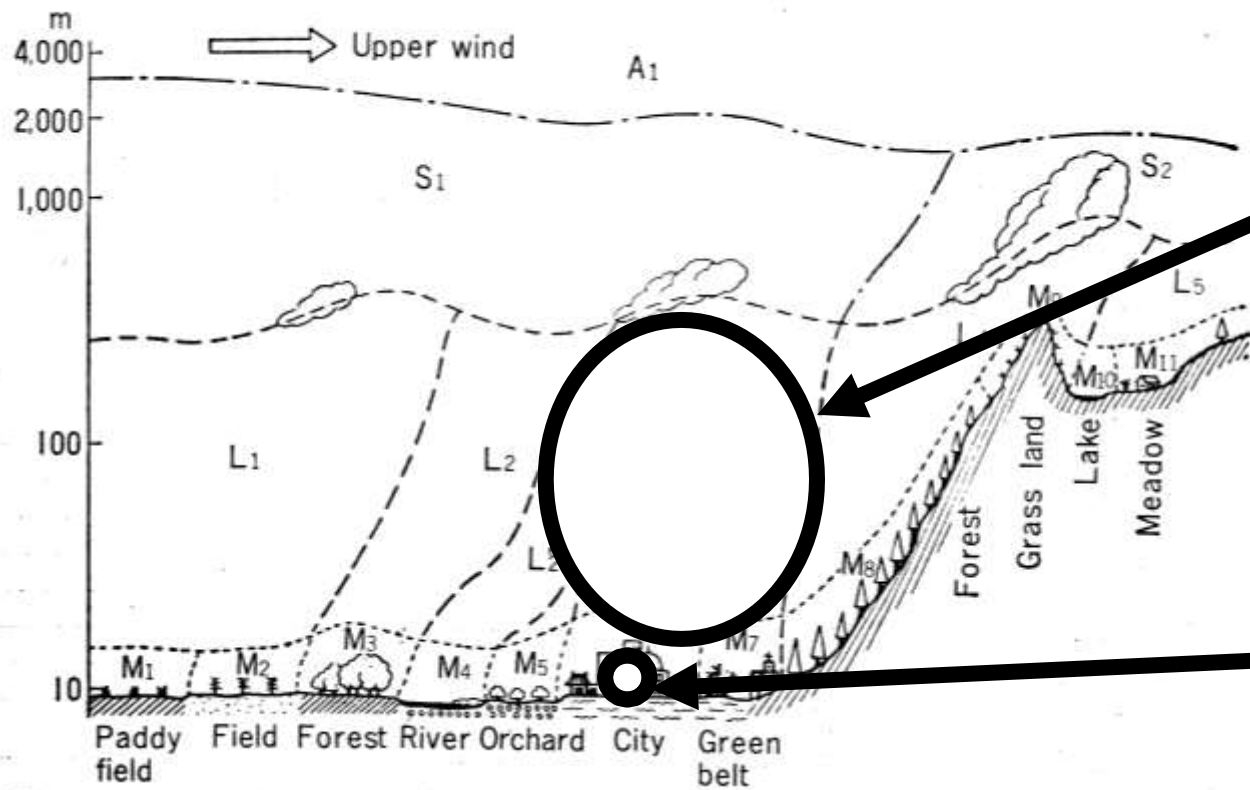 m
4,000
Upper wind
A1
2,000
S1
S2
1,000
L5
M9
M11
M10
100
L1
L2
L2
M8
M3
M7
M1
M2
M4
M5
10
Paddy field
Field
Forest
River
Orchard
City
Green belt
Forest
Grass land
Lake
Meadow